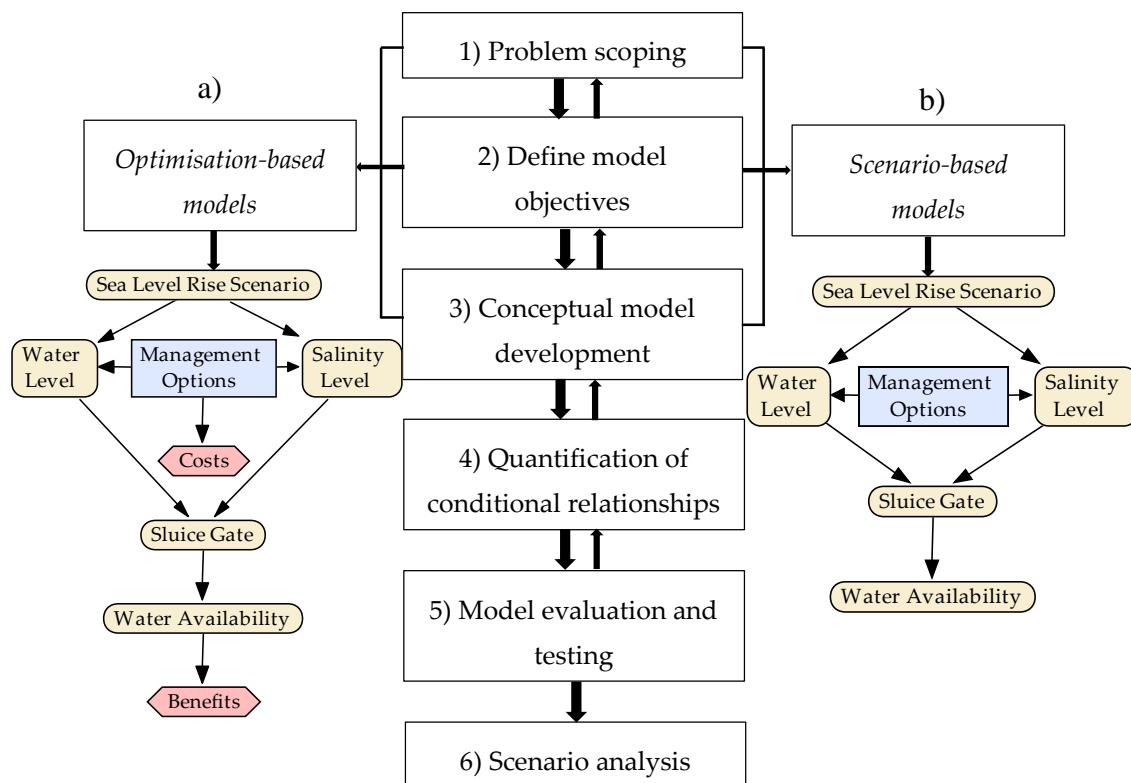 a)
Optimisation-based
models
Sea Level Rise Scenario
Water
Level
Management
Options
Salinity
Level
Costs
Sluice Gate
Water Availability
Benefits
1) Problem scoping
2) Define model
objectives
3) Conceptual model
development
4) Quantification of
conditional relationships
5) Model evaluation and
testing
6) Scenario analysis
b)
Scenario-based
models
Sea Level Rise Scenario
Water
Level
Management
Options
Salinity
Level
Sluice Gate
Water Availability